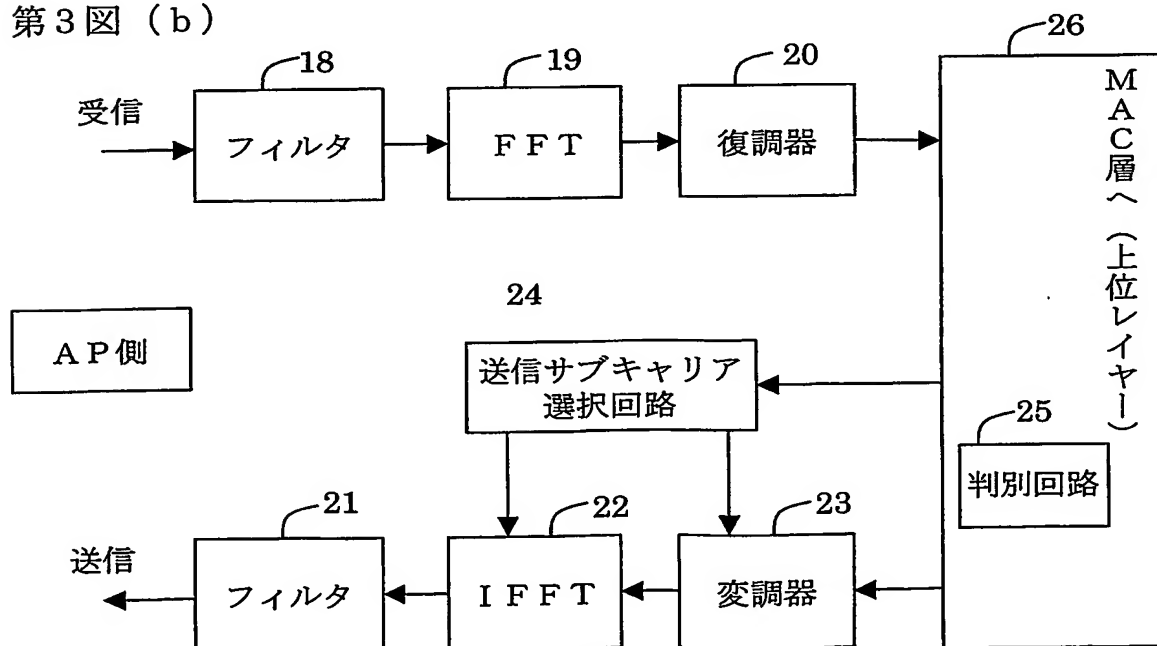 第3図(b)
18
19
20
26
受信
フィルタ
FFT
復調器
MAC層へ(上位レイヤー)
24
AP側
送信サブキャリア
選択回路
25
判別回路
21
22
23
送信
フィルタ
IFFT
変調器